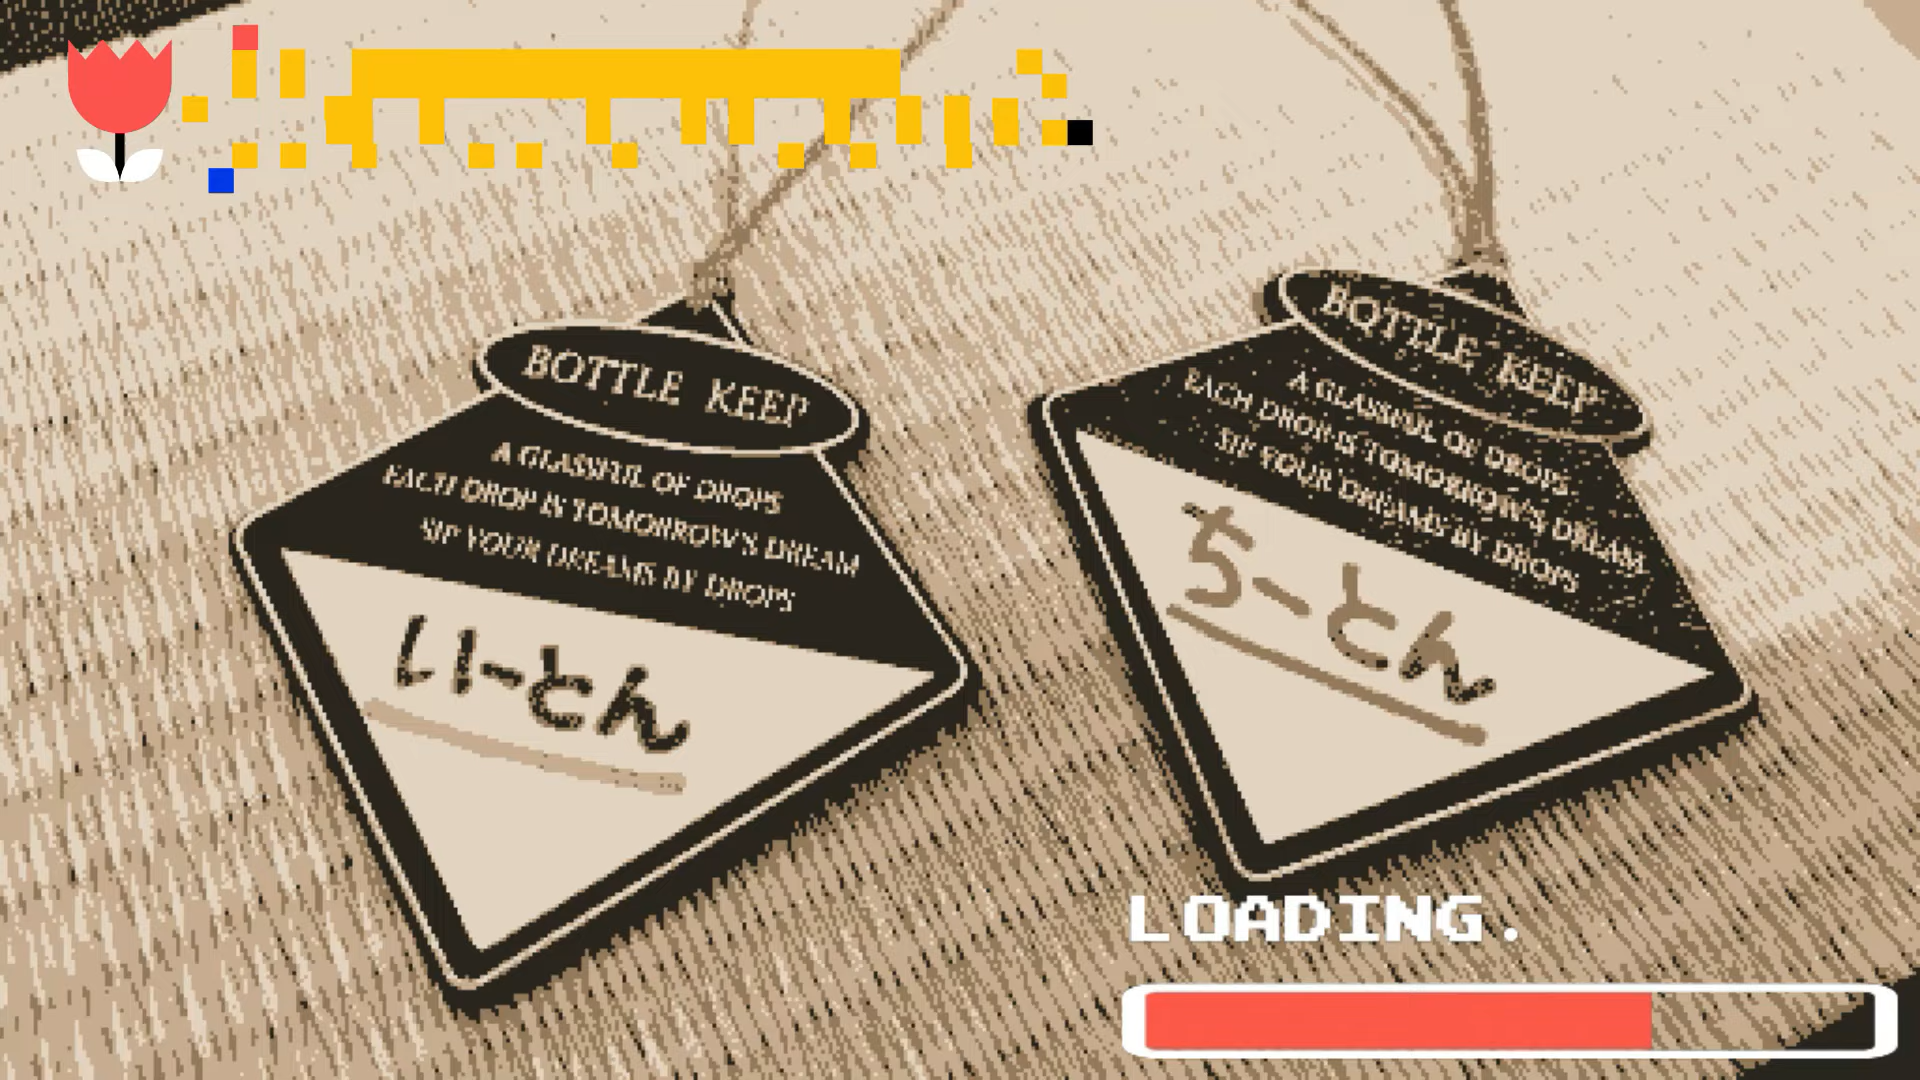 BOTTLE KEEP
A GLASSFUL OF DROPS
EACH DROP IS TOMORROW'S DREAM
SIP YOUR DREAMS BY DROPS
いーとん
BOTTLE KEEP
A GLASSFUL OF DROPS
EACH DROP IS TOMORROW'S DREAM
SIP YOUR DREAMS BY DROPS
ちーとん
LOADING.